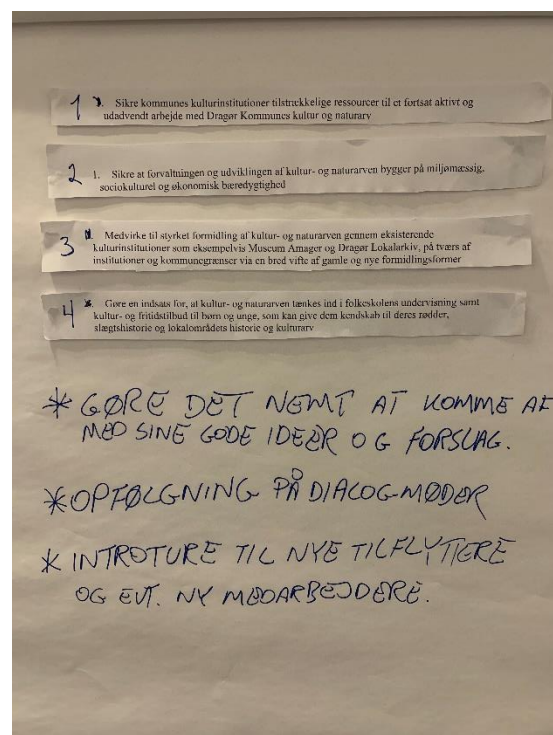 1 3. Sikre kommunes kulturinstitutioner tilstrækkelige ressourcer til et fortsat aktivt og
udadvendt arbejde med Dragør Kommunes kultur og naturarv
2 1. Sikre at forvaltningen og udviklingen af kultur- og naturarven bygger på miljømæssig,
sociokulturel og økonomisk bæredygtighed
3 Medvirke til styrket formidling af kultur- og naturarven gennem eksisterende
kulturinstitutioner som eksempelvis Museum Amager og Dragør Lokalarkiv, på tværs af
institutioner og kommunegrænser via en bred vifte af gamle og nye formidlingsformer
4 Gøre en indsats for, at kultur- og naturarven tænkes ind i folkeskolens undervisning samt
kultur- og fritidstilbud til børn og unge, som kan give dem kendskab til deres rødder,
slægtshistorie og lokalområdets historie og kulturarv
* GØRE DET NEMT AT KOMME AF
MED SINE GODE IDEER OG FORSLAG.
* OPFØLGNING PÅ DIALOG-MØDER
* INTROTURE TIL NYE TILFLYTTERE
OG EVT. NY MEDARBEJDERE.